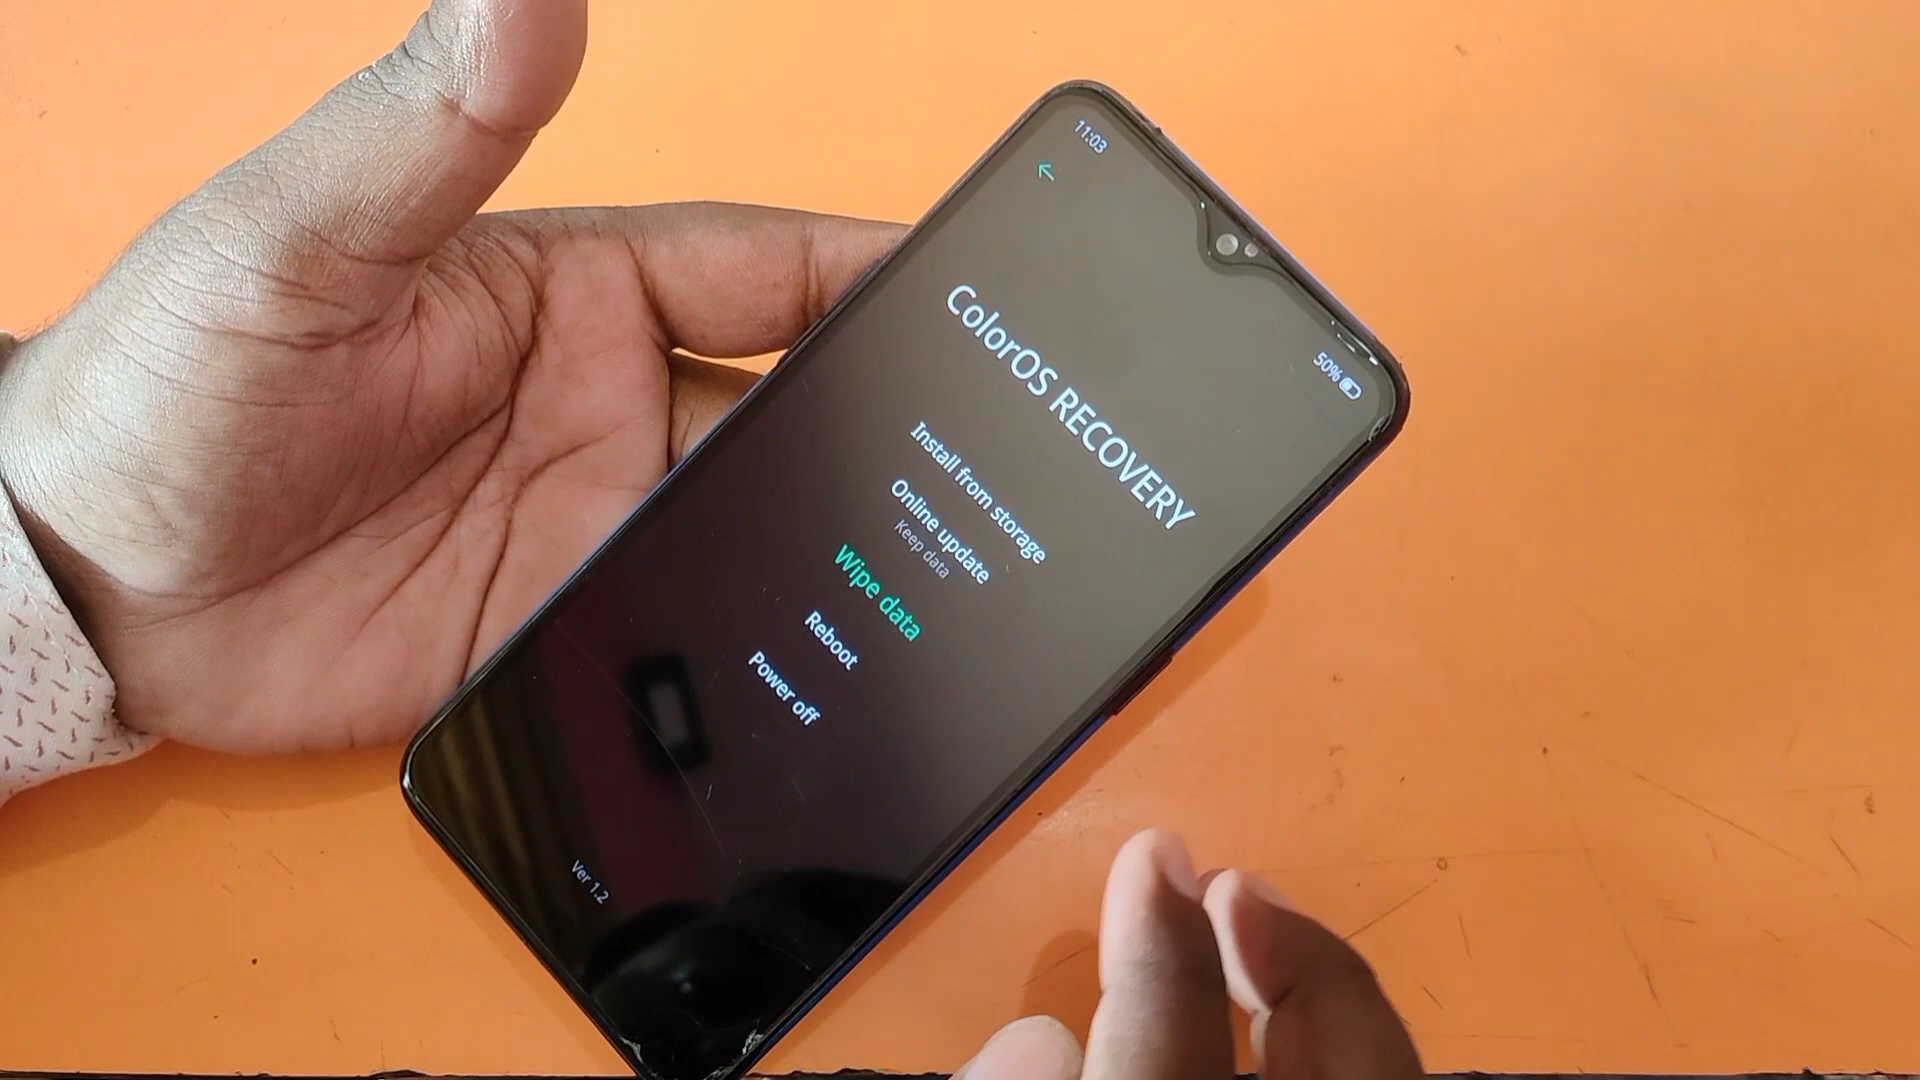 11:03
50%
ColorOS RECOVERY
Install from storage
Online update
Keep data
Wipe data
Reboot
Power off
Ver 1.2